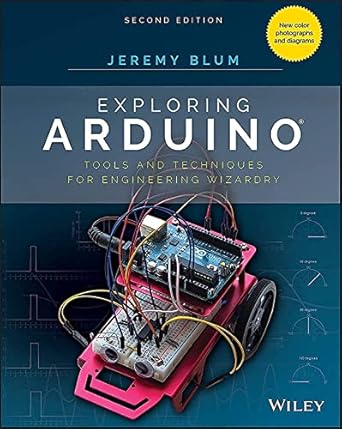 SECOND EDITION
New color
photographs
and diagrams
JEREMY BLUM
EXPLORING
ARDUINO®
TOOLS AND TECHNIQUES
FOR ENGINEERING WIZARDRY
WILEY